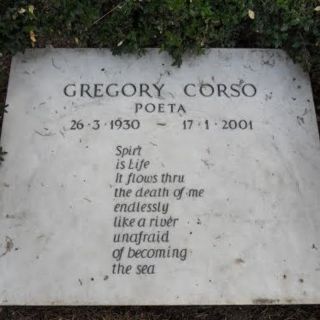 GREGORY CORSO
POETA
26·3·1930 ~ 17·1·2001
Spirt
is Life
It flows thru
the death of me
endlessly
like a river
unafraid
of becoming
the sea